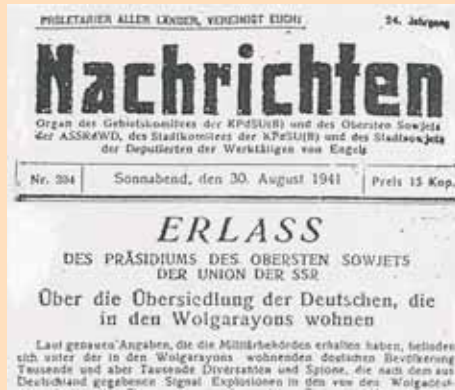 PROLETARIER ALLER LÄNDER, VEREINIGT EUCH!
24. Jahrgang
Nachrichten
Organ des Gebietskomitees der KPdSU(B) und des Obersten Sowjets
der ASSRdWD, des Stadtkomitees der KPdSU(B) und des Stadtsowjets
der Deputierten der Werktätigen von Engels
Nr. 204
Sonnabend, den 30. August 1941
Preis 15 Kop.
ERLASS
DES PRÄSIDIUMS DES OBERSTEN SOWJETS
DER UNION DER SSR
Über die Übersiedlung der Deutschen, die
in den Wolgarayons wohnen
Laut genauen Angaben, die die Militärbehörden erhalten haben, befinden
sich unter der in den Wolgarayons wohnenden deutschen Bevölkerung
Tausende und aber Tausende Diversanten und Spione, die nach dem aus
Deutschland gegebenen Signal Explosionen in den von den Wolgadeut-